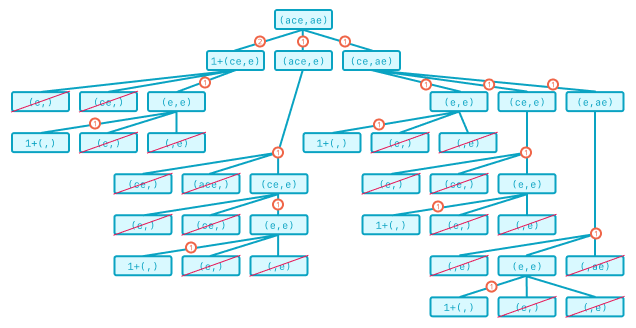 (ace,ae)
2 1 1
1+(ce,e) (ace,e) (ce,ae)
1 1 1 1
(c,) (ce,) (e,e) (e,e) (ce,e) (e,ae)
1 1
1+(,) (e,) (,e) 1+(,) (e,) (,e)
1 1
(ce,) (ace,) (ce,e) (c,) (ce,) (e,e)
1 1
(c,) (ce,) (e,e) 1+(,) (e,) (,e)
1 1
1+(,) (e,) (,e) (,e) (e,e) (,ae)
1
1+(,) (e,) (,e)